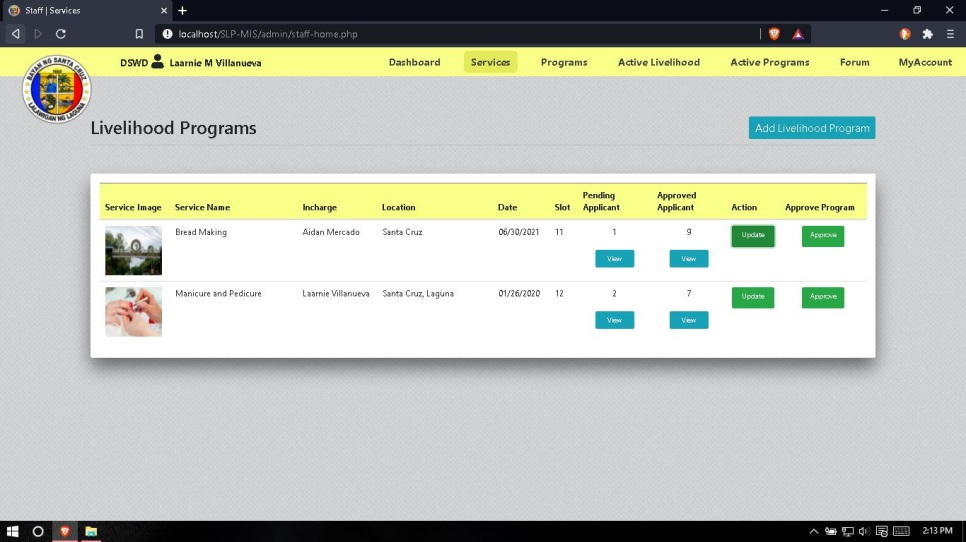 Staff | Services
localhost/SLP-MIS/admin/staff-home.php
DSWD Laarnie M Villanueva Dashboard Services Programs Active Livelihood Active Programs Forum MyAccount
BAYAN NG SANTA CRUZ
LALAWIGAN NG LAGUNA
Livelihood Programs Add Livelihood Program
Service Image Service Name Incharge Location Date Slot Pending Applicant Approved Applicant Action Approve Program
Bread Making Aidan Mercado Santa Cruz 06/30/2021 11 1 9 Update Approve
View View
Manicure and Pedicure Laarnie Villanueva Santa Cruz, Laguna 01/26/2020 12 2 7 Update Approve
View View
2:13 PM